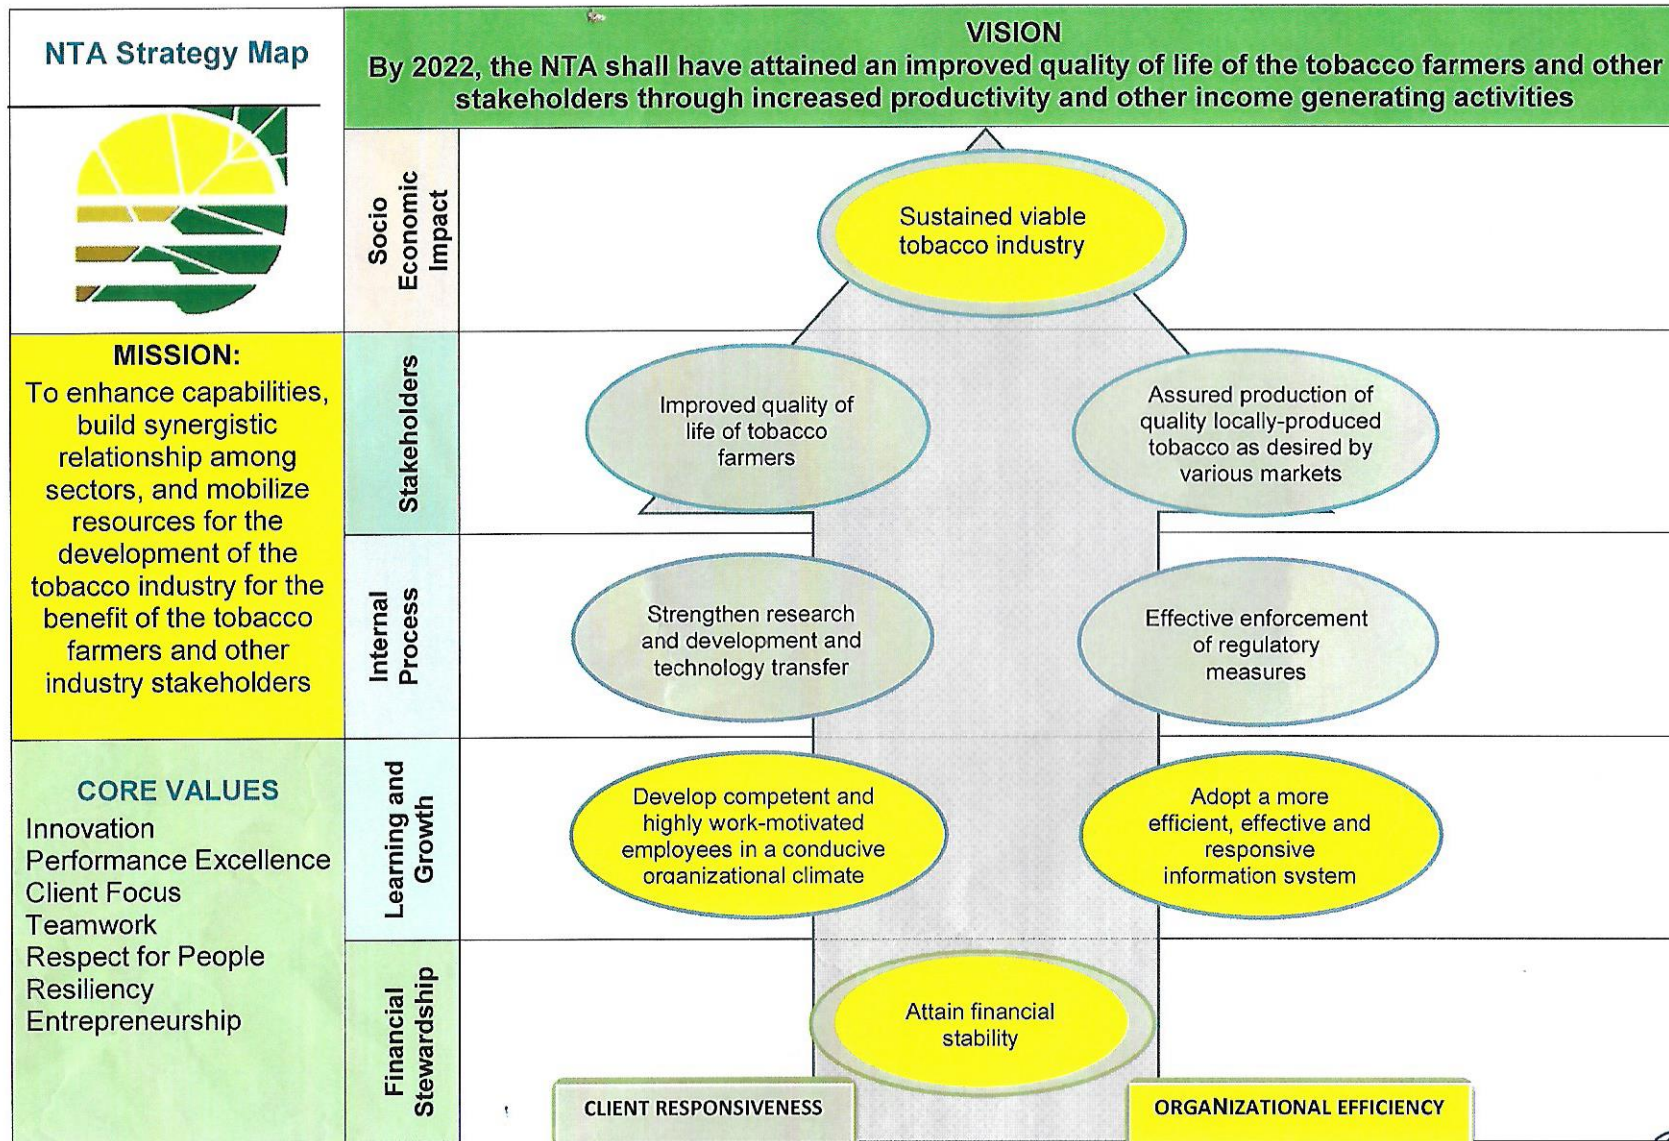 NTA Strategy Map
VISION
By 2022, the NTA shall have attained an improved quality of life of the tobacco farmers and other
stakeholders through increased productivity and other income generating activities
Socio
Economic
Impact
Sustained viable
tobacco industry
MISSION:
To enhance capabilities,
build synergistic
relationship among
sectors, and mobilize
resources for the
development of the
tobacco industry for the
benefit of the tobacco
farmers and other
industry stakeholders
Stakeholders
Improved quality of
life of tobacco
farmers
Assured production of
quality locally-produced
tobacco as desired by
various markets
Internal
Process
Strengthen research
and development and
technology transfer
Effective enforcement
of regulatory
measures
CORE VALUES
Innovation
Performance Excellence
Client Focus
Teamwork
Respect for People
Resiliency
Entrepreneurship
Learning and
Growth
Develop competent and
highly work-motivated
employees in a conducive
organizational climate
Adopt a more
efficient, effective and
responsive
information system
Financial
Stewardship
Attain financial
stability
CLIENT RESPONSIVENESS
ORGANIZATIONAL EFFICIENCY